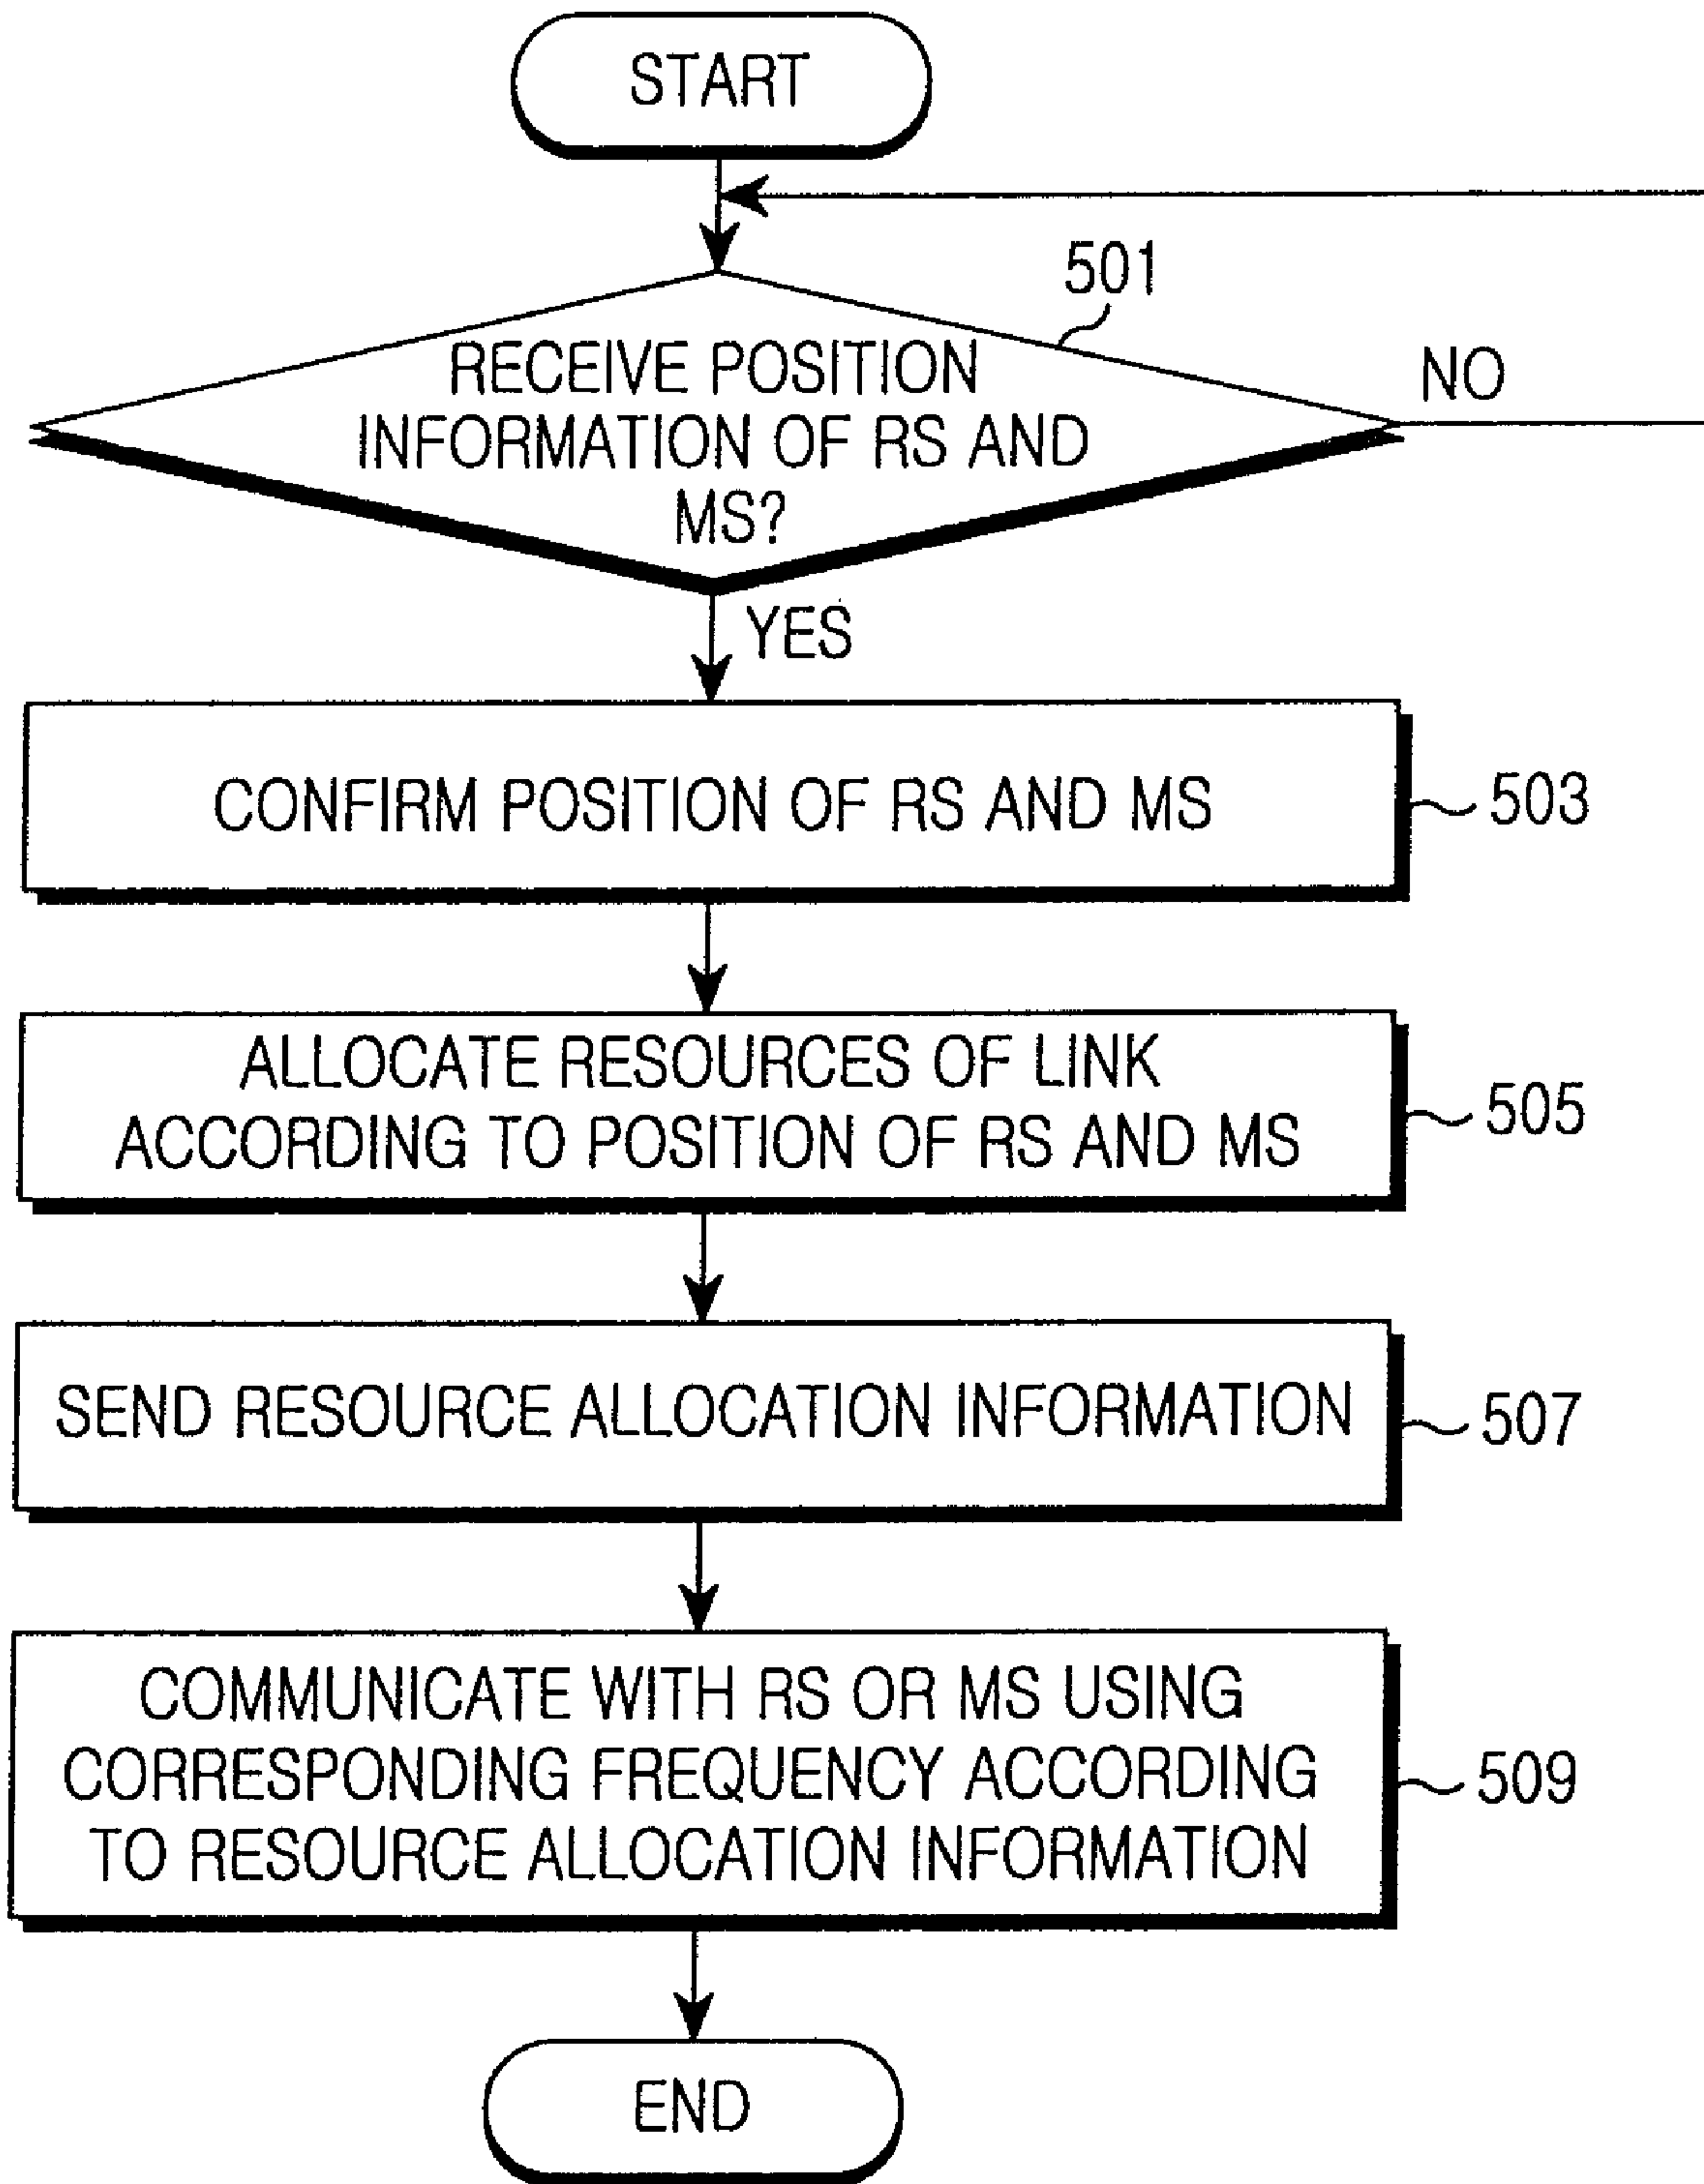 START
501
RECEIVE POSITION
INFORMATION OF RS AND
MS?
NO
YES
CONFIRM POSITION OF RS AND MS
503
ALLOCATE RESOURCES OF LINK
ACCORDING TO POSITION OF RS AND MS
505
SEND RESOURCE ALLOCATION INFORMATION
507
COMMUNICATE WITH RS OR MS USING
CORRESPONDING FREQUENCY ACCORDING
TO RESOURCE ALLOCATION INFORMATION
509
END